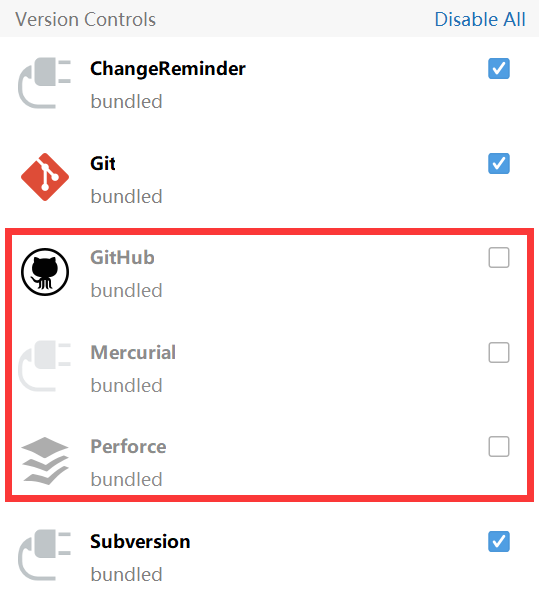 Version Controls Disable All
ChangeReminder
bundled
Git
bundled
GitHub
bundled
Mercurial
bundled
Perforce
bundled
Subversion
bundled